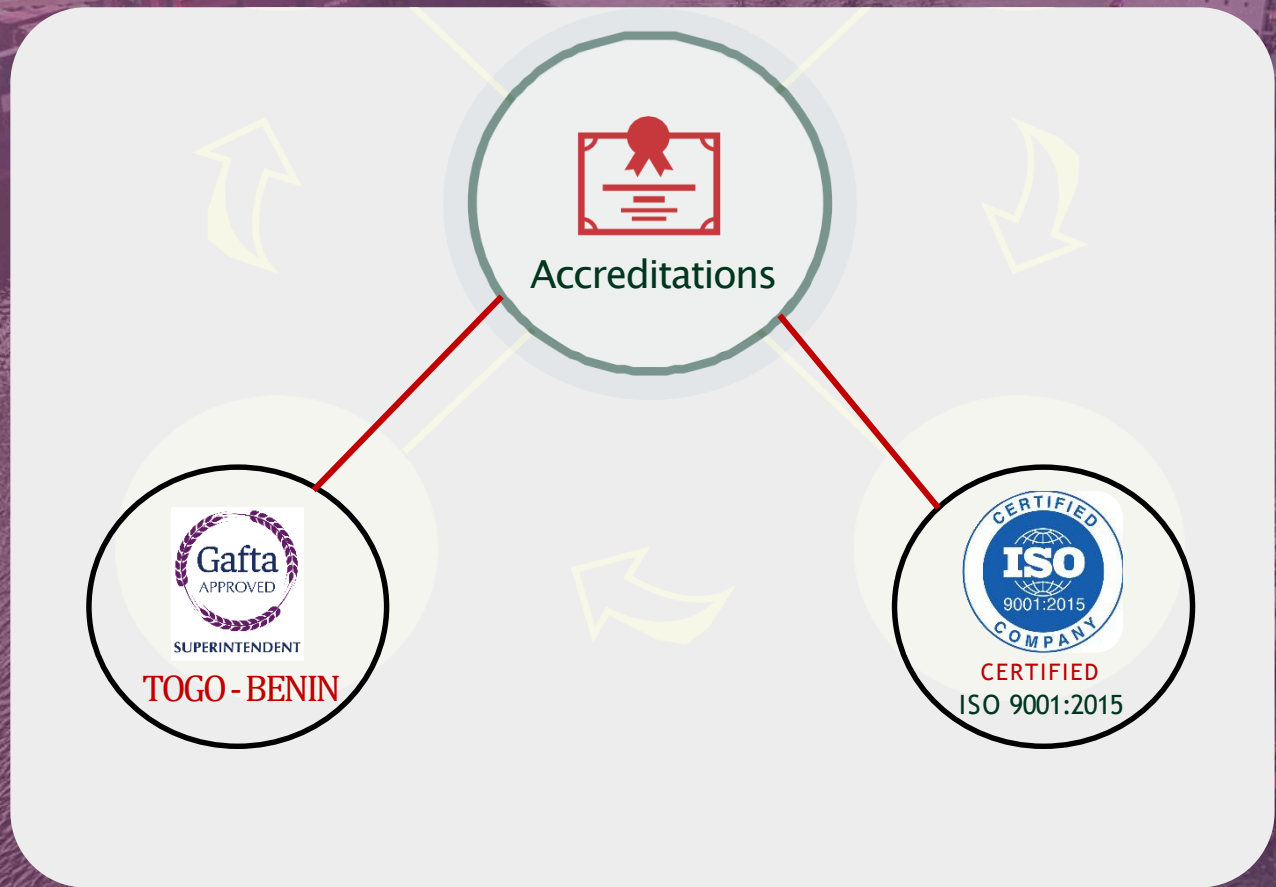 Accreditations
Gafta
APPROVED
SUPERINTENDENT
TOGO - BENIN
CERTIFIED
ISO
9001:2015
COMPANY
CERTIFIED
ISO 9001:2015